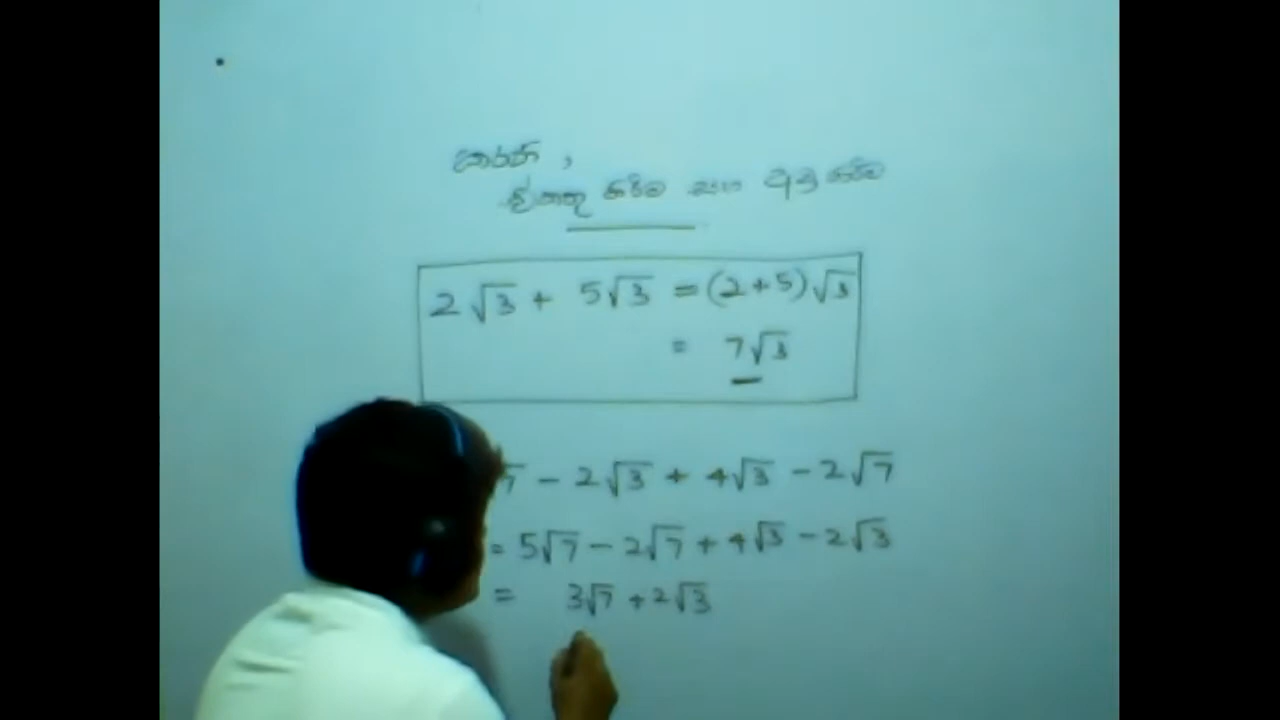 කරණි,
එකතු කිරීම සහ අඩු කිරීම
2√3 + 5√3 = (2+5)√3
= 7√3
− 2√3 + 4√3 − 2√7
= 5√7 − 2√7 + 4√3 − 2√3
= 3√7 + 2√3